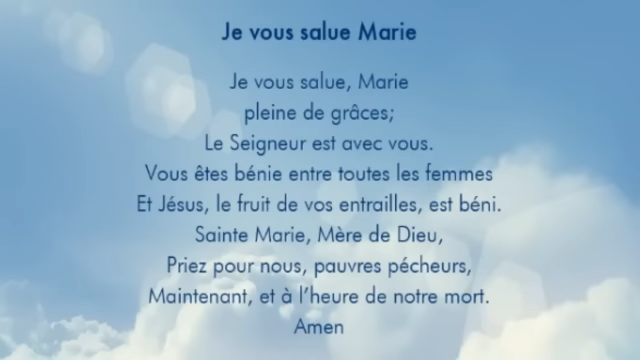 Je vous salue Marie
Je vous salue, Marie
pleine de grâces;
Le Seigneur est avec vous.
Vous êtes bénie entre toutes les femmes
Et Jésus, le fruit de vos entrailles, est béni.
Sainte Marie, Mère de Dieu,
Priez pour nous, pauvres pécheurs,
Maintenant, et à l’heure de notre mort.
Amen